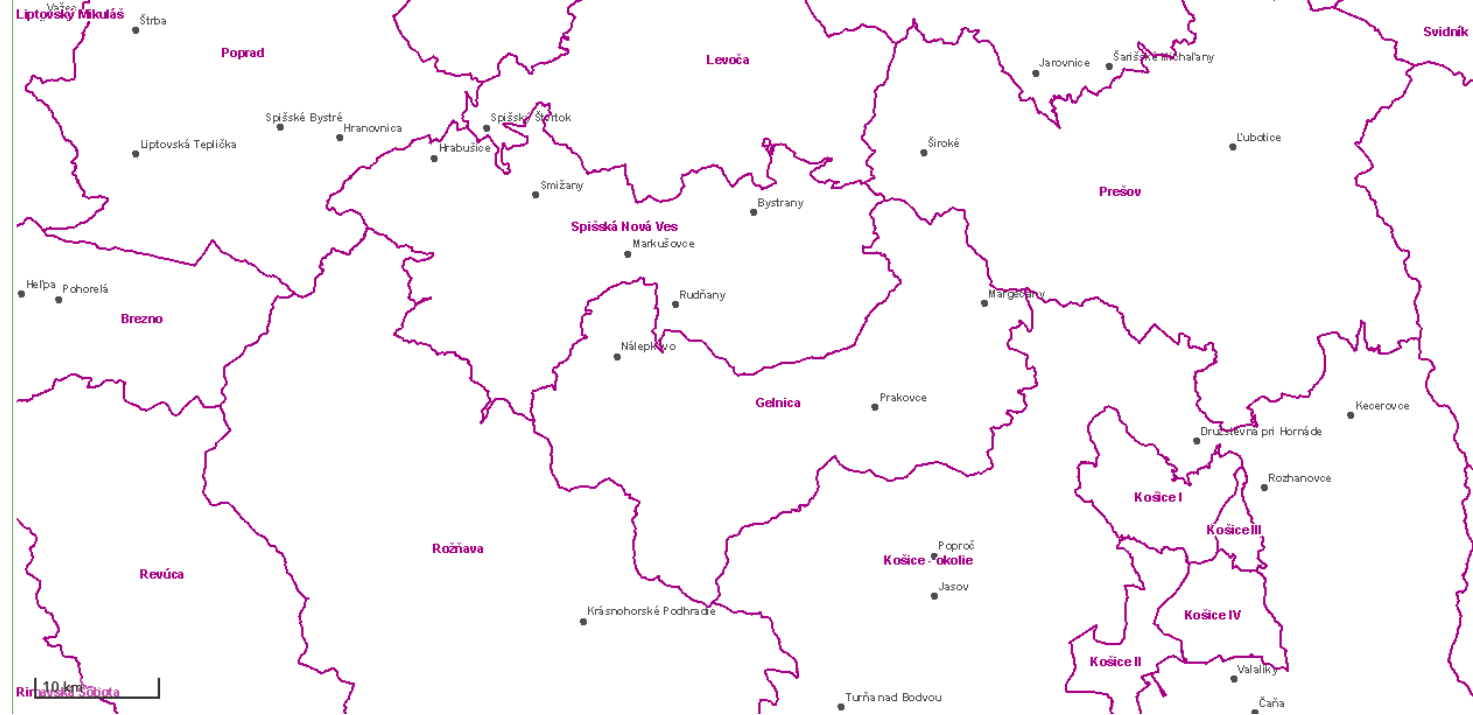 Važec
Liptovský Mikuláš
Štrba
Svidník
Poprad
Levoča
Šarišské Michaľany
Jarovnice
Spišské Bystré
Spišský Štvrtok
Hranovnica
Liptovská Teplička
Hrabušice
Široké
Ľubotice
Smižany
Prešov
Bystrany
Spišská Nová Ves
Markušovce
Heľpa
Pohorelá
Rudňany
Margecany
Brezno
Nálepkovo
Gelnica
Prakovce
Kecerovce
Družstevná pri Hornáde
Rozhanovce
Košice I
Košice III
Rožňava
Poproč
Košice - okolie
Revúca
Jasov
Krásnohorské Podhradie
Košice IV
Košice II
Valaliky
10 km
Rimavská Sobota
Turňa nad Bodvou
Čaňa